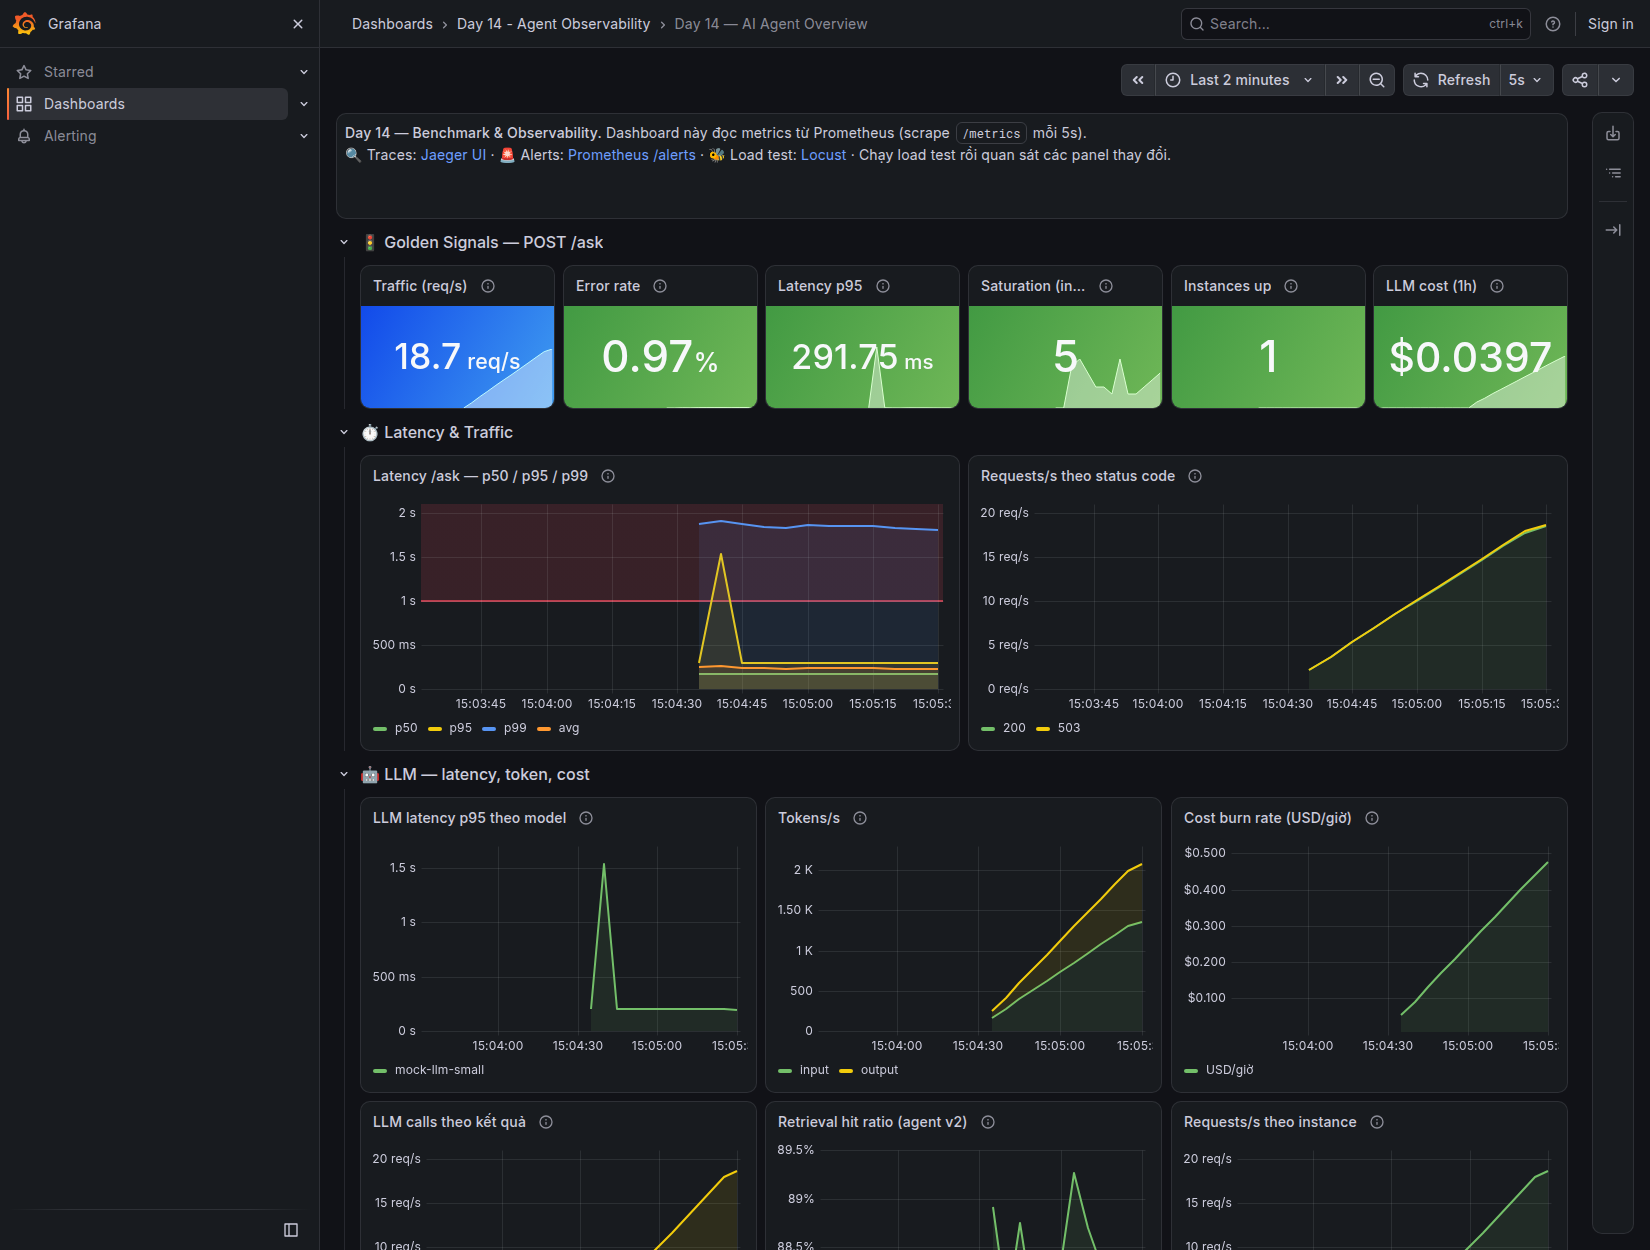 Grafana
Dashboards › Day 14 - Agent Observability › Day 14 — AI Agent Overview
Search...
ctrl+k
Sign in
Starred
Dashboards
Alerting
Last 2 minutes
Refresh
5s
Day 14 — Benchmark & Observability. Dashboard này đọc metrics từ Prometheus (scrape /metrics mỗi 5s).
🔍 Traces: Jaeger UI · 🚨 Alerts: Prometheus /alerts · 🐝 Load test: Locust · Chạy load test rồi quan sát các panel thay đổi.
🚦 Golden Signals — POST /ask
Traffic (req/s)
18.7 req/s
Error rate
0.97%
Latency p95
291.75 ms
Saturation (in...
5
Instances up
1
LLM cost (1h)
$0.0397
⏱️ Latency & Traffic
Latency /ask — p50 / p95 / p99
2 s
1.5 s
1 s
500 ms
0 s
15:03:45 15:04:00 15:04:15 15:04:30 15:04:45 15:05:00 15:05:15 15:05:
p50 p95 p99 avg
Requests/s theo status code
20 req/s
15 req/s
10 req/s
5 req/s
0 req/s
15:03:45 15:04:00 15:04:15 15:04:30 15:04:45 15:05:00 15:05:15 15:05:
200 503
🤖 LLM — latency, token, cost
LLM latency p95 theo model
1.5 s
1 s
500 ms
0 s
15:04:00 15:04:30 15:05:00 15:05:
mock-llm-small
Tokens/s
2 K
1.50 K
1 K
500
0
15:04:00 15:04:30 15:05:00 15:05:
input output
Cost burn rate (USD/giờ)
$0.500
$0.400
$0.300
$0.200
$0.100
15:04:00 15:04:30 15:05:00 15:05:
USD/giờ
LLM calls theo kết quả
20 req/s
15 req/s
10 req/s
Retrieval hit ratio (agent v2)
89.5%
89%
88.5%
Requests/s theo instance
20 req/s
15 req/s
10 req/s